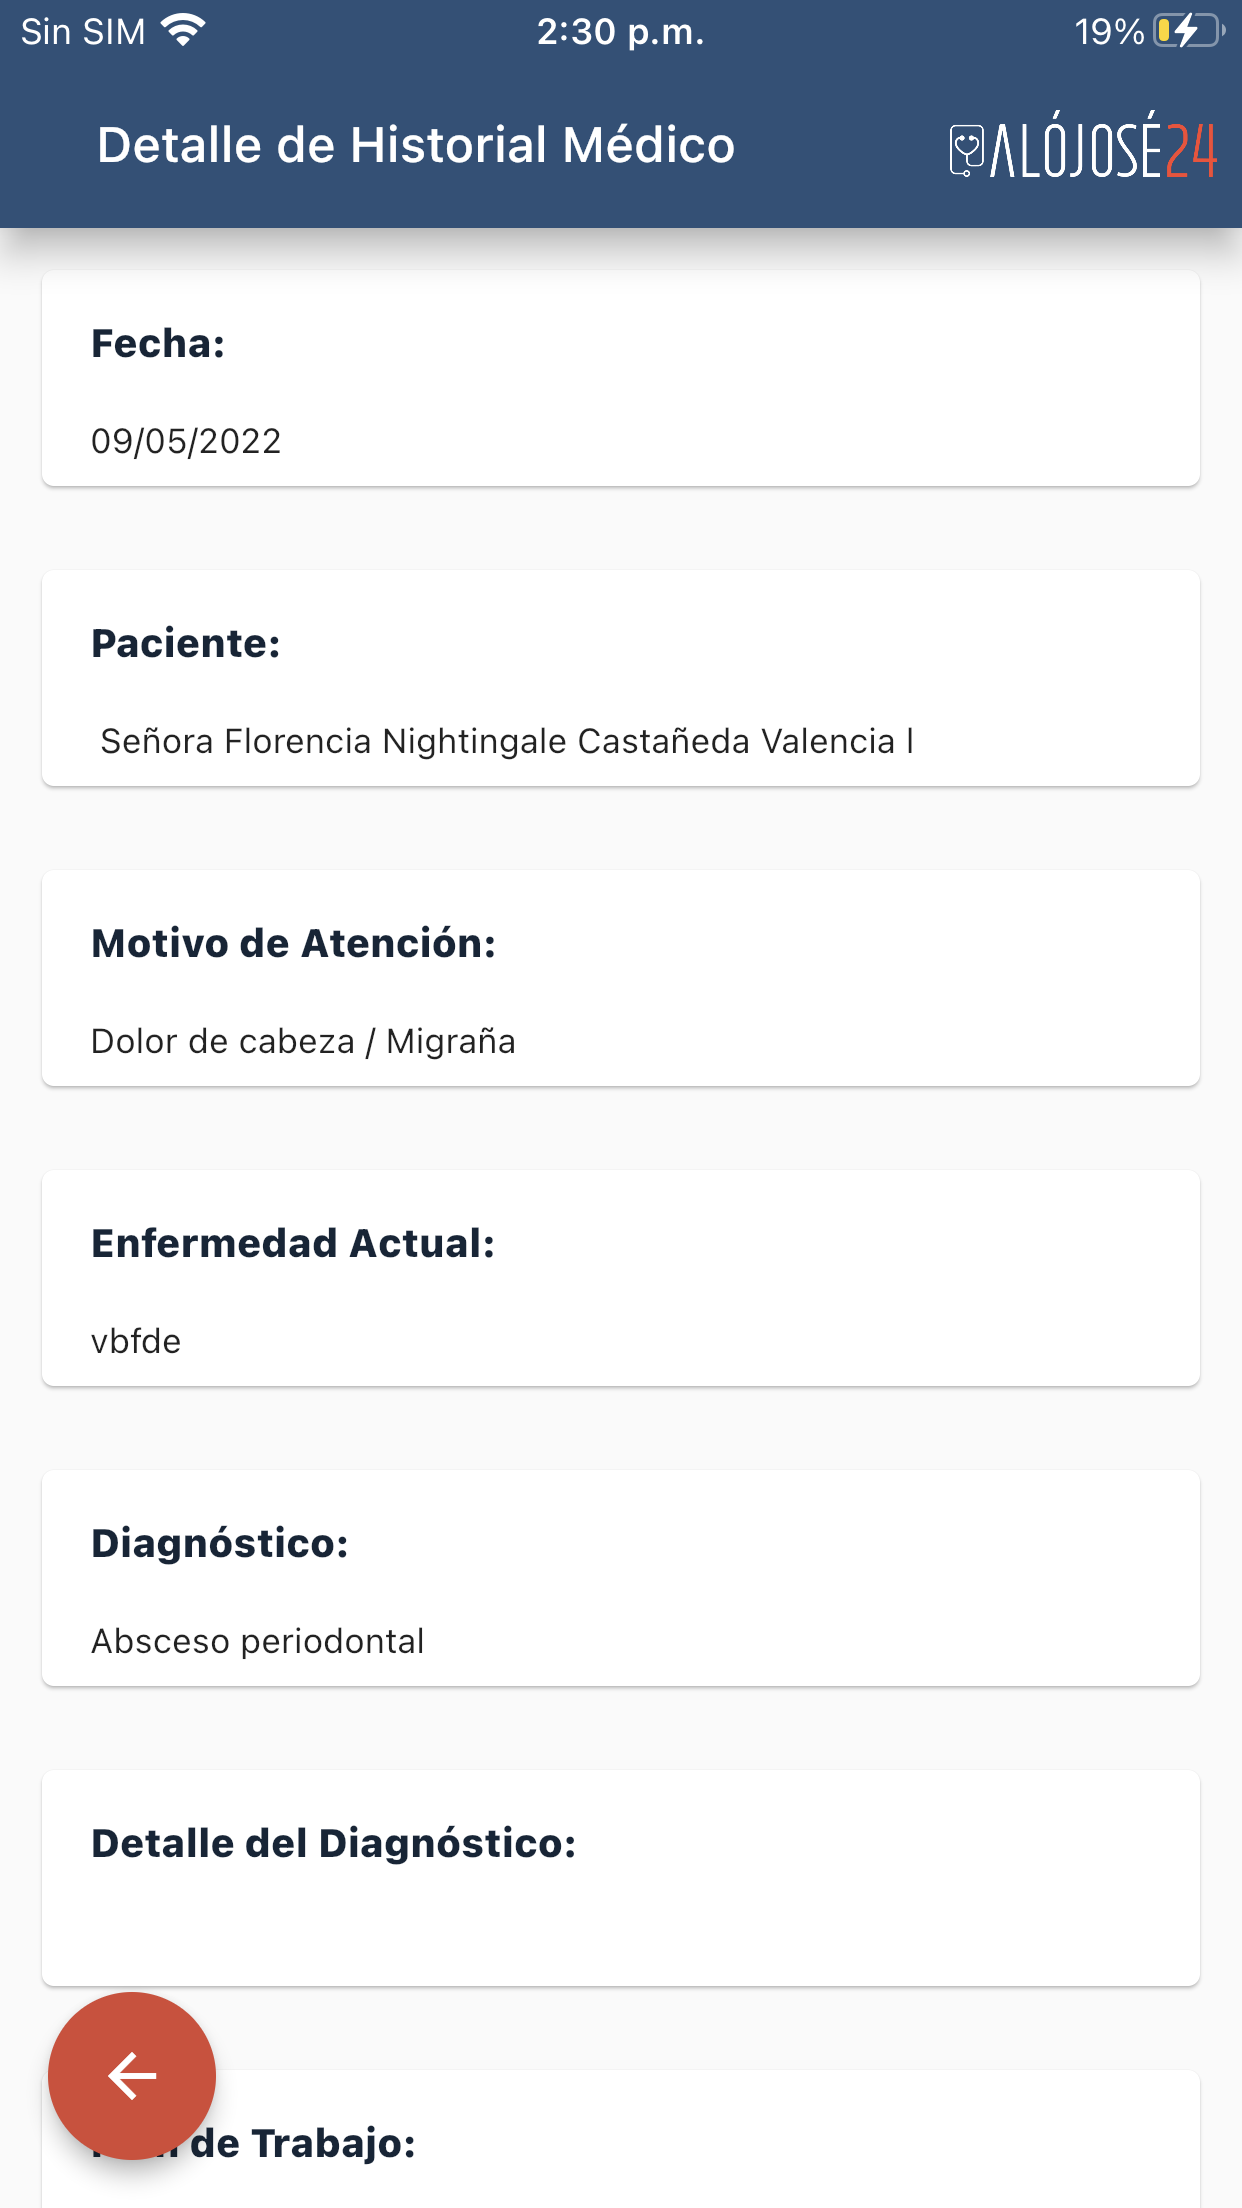 Sin SIM
2:30 p.m.
19%
Detalle de Historial Médico
ALÓJOSÉ24
Fecha:
09/05/2022
Paciente:
Señora Florencia Nightingale Castañeda Valencia l
Motivo de Atención:
Dolor de cabeza / Migraña
Enfermedad Actual:
vbfde
Diagnóstico:
Absceso periodontal
Detalle del Diagnóstico:
de Trabajo: